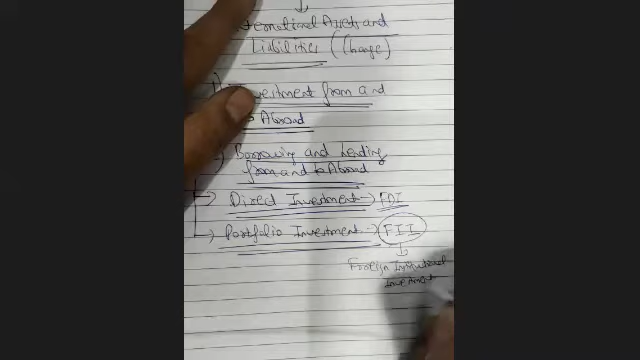 International Assets and
Liabilities (Change)
Investment from and
to Abroad
Borrowing and Lending
from and to Abroad
Direct Investment → FDI
Portfolio Investment → FII
Foreign Institutional
Investment